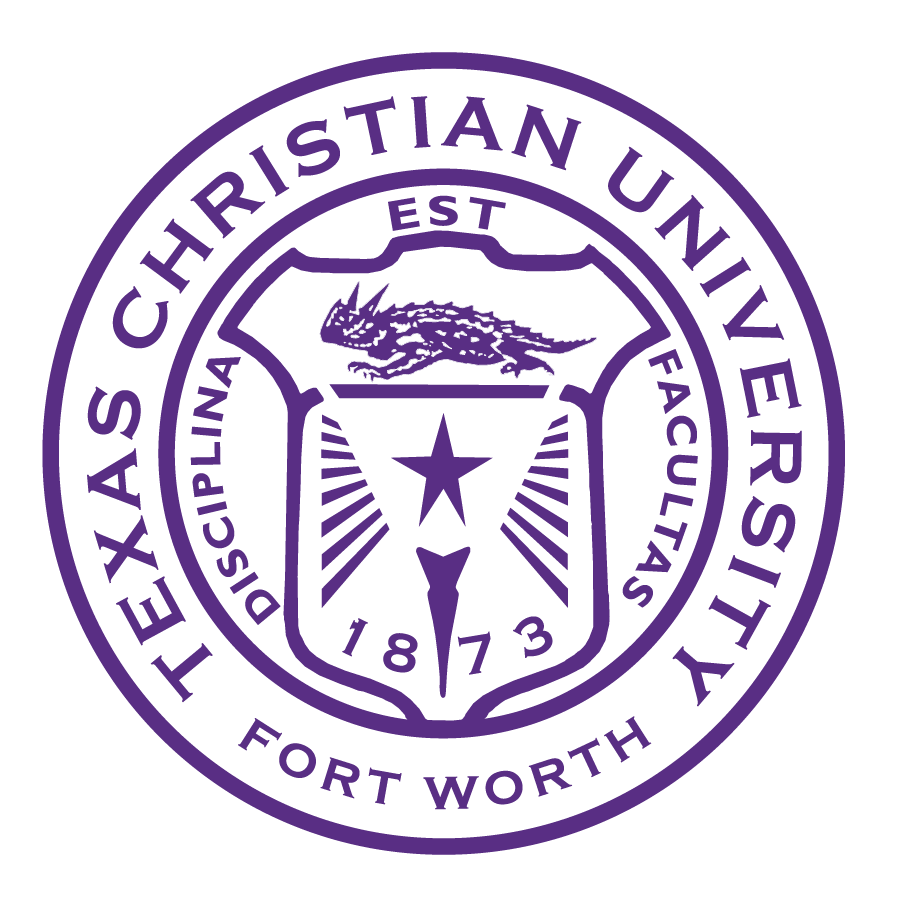 TEXAS CHRISTIAN UNIVERSITY
EST
DISCIPLINA
FACULTAS
1873
FORT WORTH